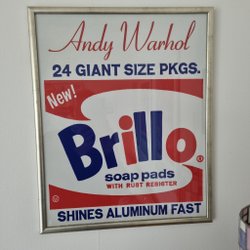 Andy Warhol
24 GIANT SIZE PKGS.
New!
Brillo®
soap pads
WITH RUST RESISTER
SHINES ALUMINUM FAST